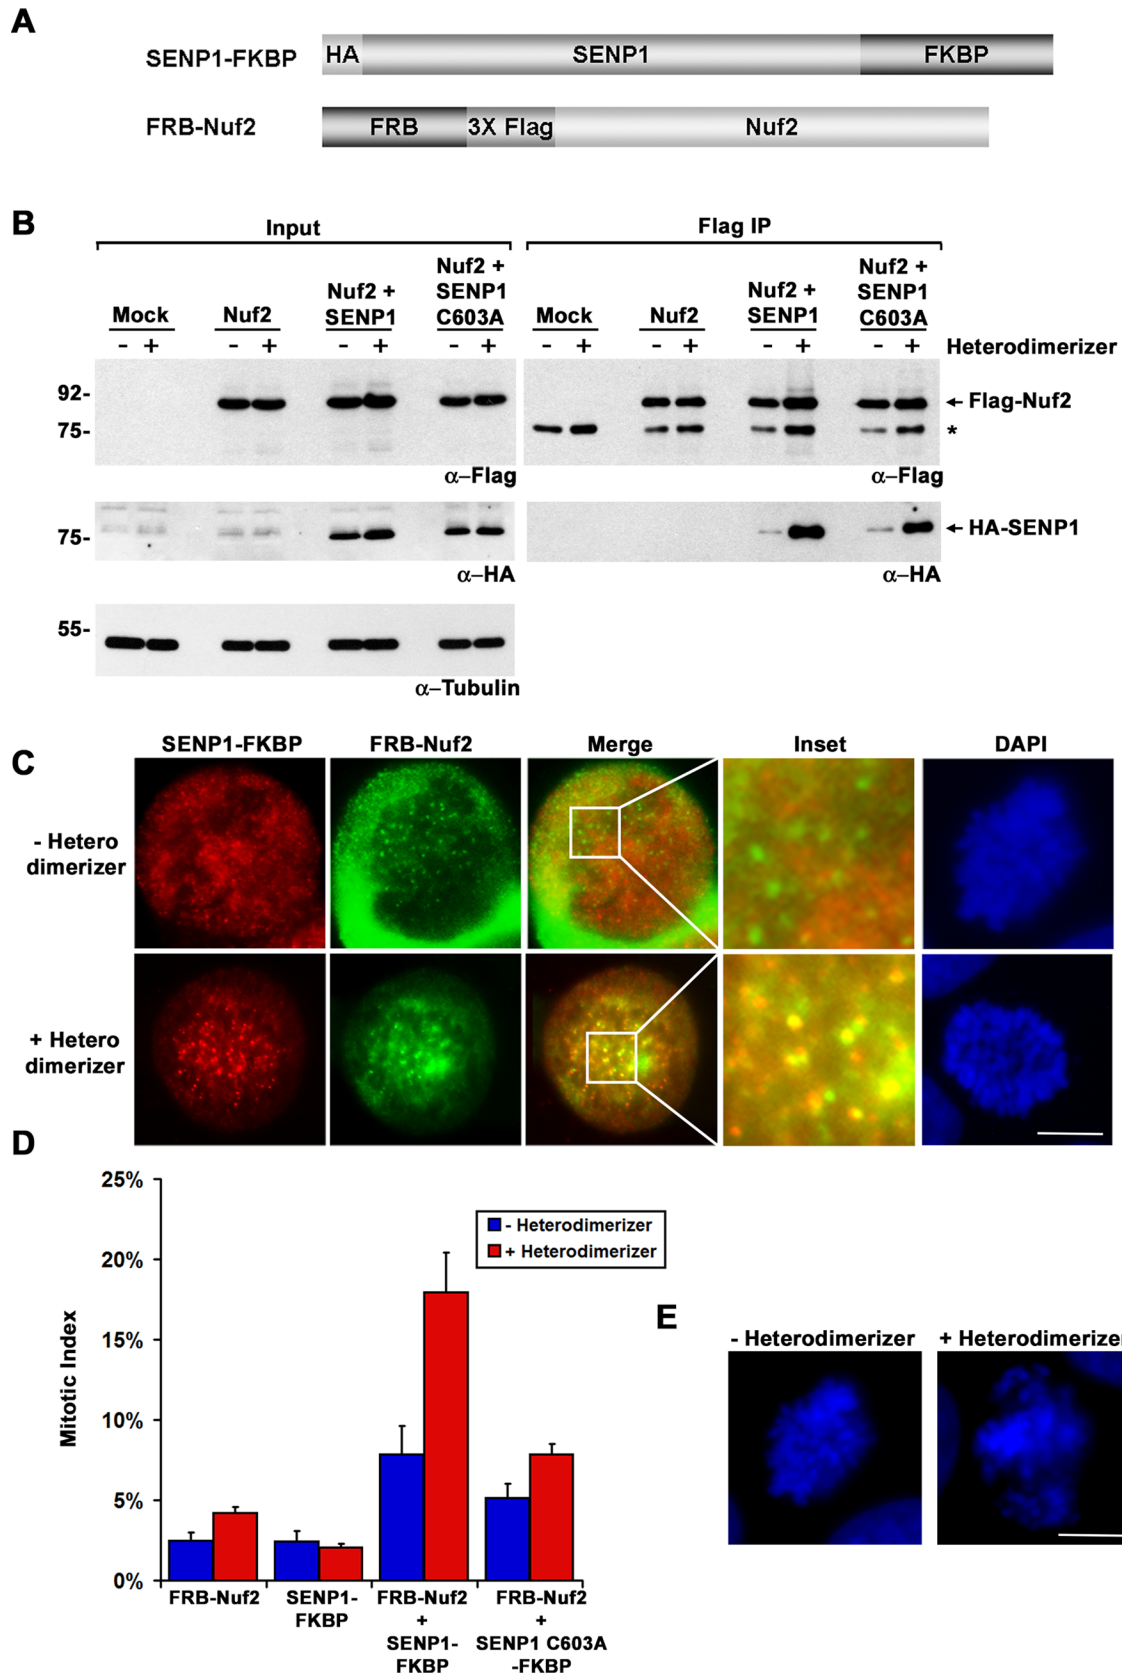 A
SENP1-FKBP
HA
SENP1
FKBP
FRB-Nuf2
FRB
3X Flag
Nuf2
B
Input
Flag IP
Mock
Nuf2
Nuf2 +
SENP1
Nuf2 +
SENP1
C603A
Mock
Nuf2
Nuf2 +
SENP1
Nuf2 +
SENP1
C603A
- + - + - + - +
- + - + - + - +
Heterodimerizer
92-
75-
Flag-Nuf2
*
α–Flag
α–Flag
75-
HA-SENP1
α–HA
α–HA
55-
α–Tubulin
C
SENP1-FKBP
FRB-Nuf2
Merge
Inset
DAPI
- Hetero
dimerizer
+ Hetero
dimerizer
D
25%
20%
15%
10%
5%
0%
Mitotic Index
- Heterodimerizer
+ Heterodimerizer
FRB-Nuf2
SENP1-
FKBP
FRB-Nuf2
+
SENP1-
FKBP
FRB-Nuf2
+
SENP1 C603A
-FKBP
E
- Heterodimerizer
+ Heterodimerizer